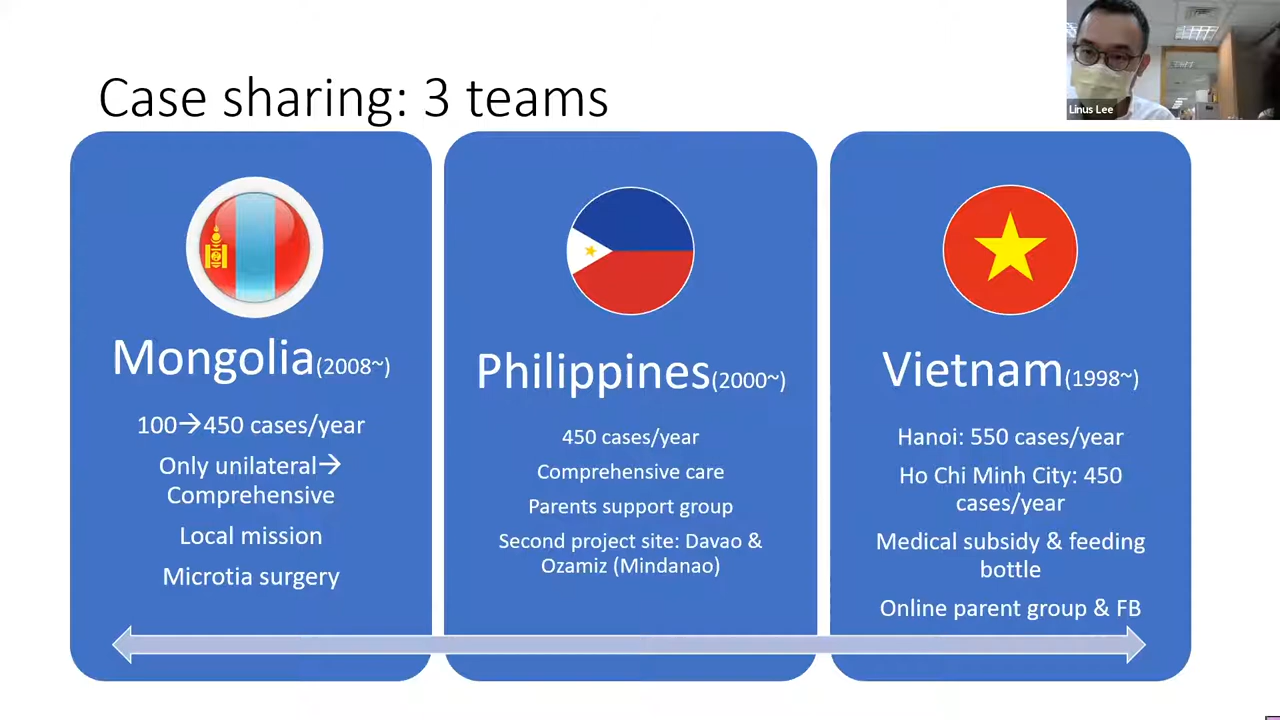 Case sharing: 3 teams
Linus Lee
Mongolia(2008~)
100→450 cases/year
Only unilateral→
Comprehensive
Local mission
Microtia surgery
Philippines(2000~)
450 cases/year
Comprehensive care
Parents support group
Second project site: Davao &
Ozamiz (Mindanao)
Vietnam(1998~)
Hanoi: 550 cases/year
Ho Chi Minh City: 450
cases/year
Medical subsidy & feeding
bottle
Online parent group & FB